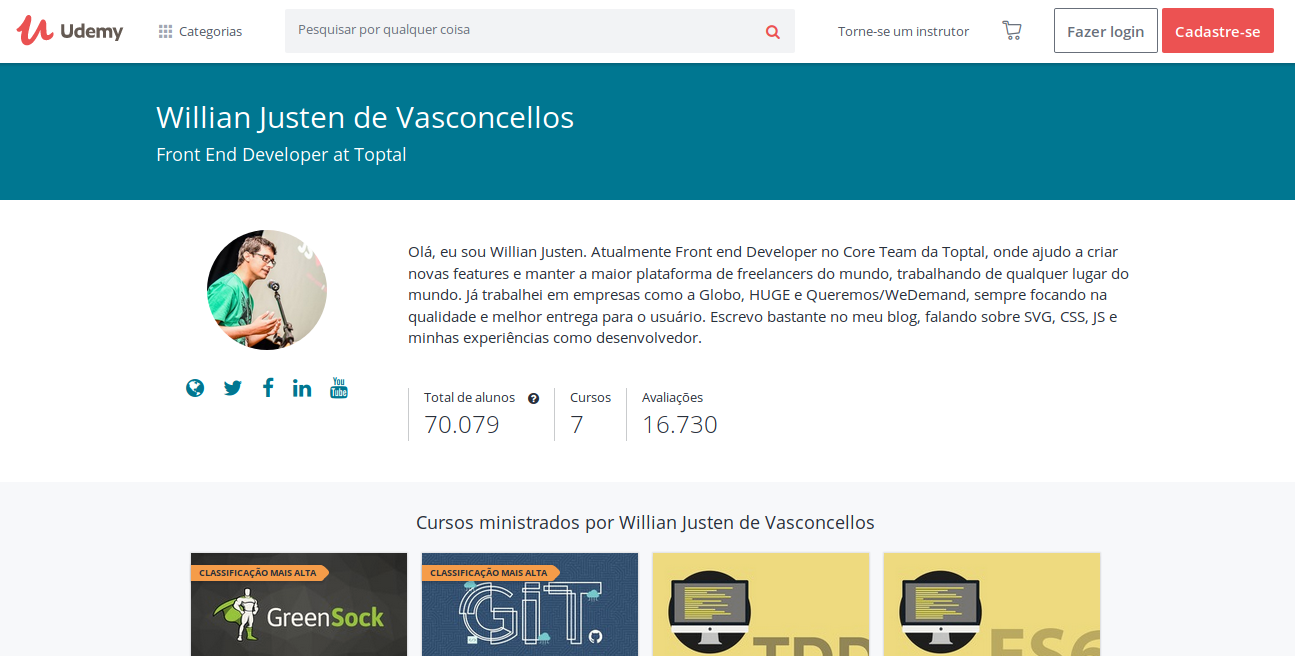 Udemy
Categorias
Pesquisar por qualquer coisa
Torne-se um instrutor
Fazer login
Cadastre-se
Willian Justen de Vasconcellos
Front End Developer at Toptal
Olá, eu sou Willian Justen. Atualmente Front end Developer no Core Team da Toptal, onde ajudo a criar
novas features e manter a maior plataforma de freelancers do mundo, trabalhando de qualquer lugar do
mundo. Já trabalhei em empresas como a Globo, HUGE e Queremos/WeDemand, sempre focando na
qualidade e melhor entrega para o usuário. Escrevo bastante no meu blog, falando sobre SVG, CSS, JS e
minhas experiências como desenvolvedor.
You
Tube
Total de alunos ?
70.079
Cursos
7
Avaliações
16.730
Cursos ministrados por Willian Justen de Vasconcellos
CLASSIFICAÇÃO MAIS ALTA
GreenSock
CLASSIFICAÇÃO MAIS ALTA
GIT
TDD
ES6